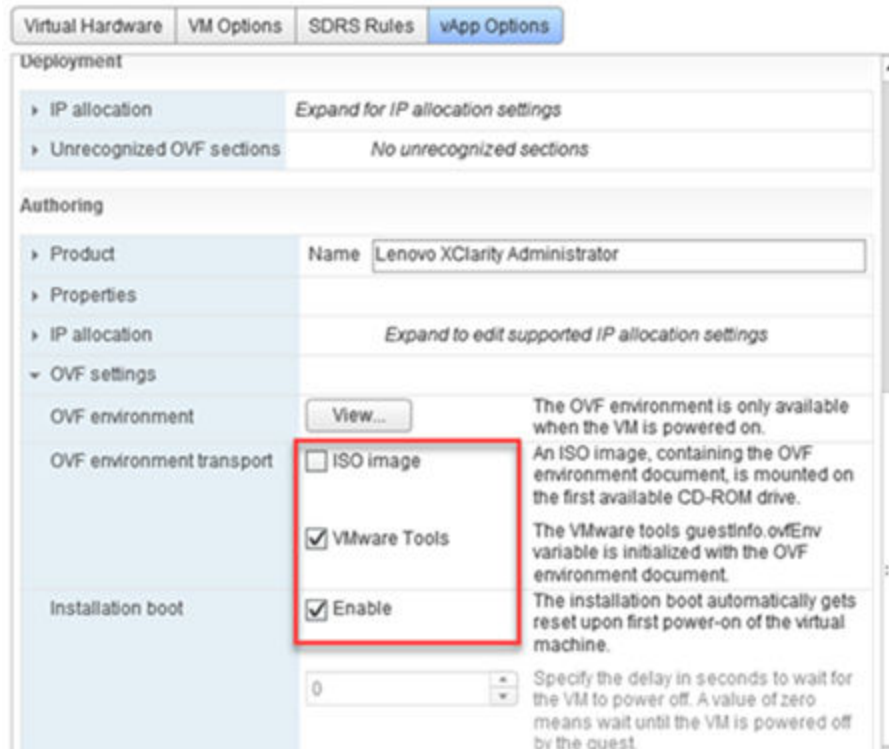 Virtual Hardware VM Options SDRS Rules vApp Options
Deployment
IP allocation Expand for IP allocation settings
Unrecognized OVF sections No unrecognized sections
Authoring
Product Name Lenovo XClarity Administrator
Properties
IP allocation Expand to edit supported IP allocation settings
OVF settings
OVF environment View... The OVF environment is only available
when the VM is powered on.
OVF environment transport ISO image An ISO image, containing the OVF
environment document, is mounted on
the first available CD-ROM drive.
VMware Tools The VMware tools guestInfo.ovfEnv
variable is initialized with the OVF
environment document.
Installation boot Enable The installation boot automatically gets
reset upon first power-on of the virtual
machine.
0 Specify the delay in seconds to wait for
the VM to power off. A value of zero
means wait until the VM is powered off
by the guest.